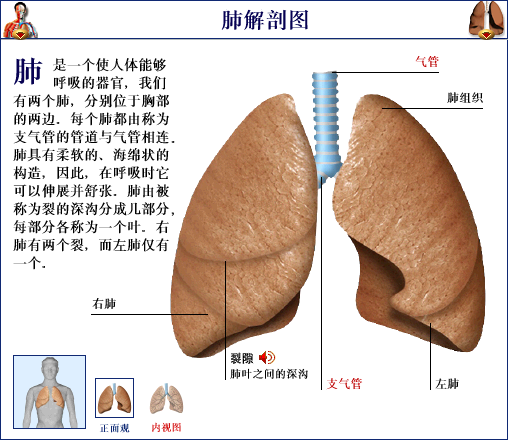 肺解剖图
肺 是一个使人体能够
呼吸的器官，我们
有两个肺，分别位于胸部
的两边．每个肺都由称为
支气管的管道与气管相连．
肺具有柔软的、海绵状的
构造，因此，在呼吸时它
可以伸展并舒张．肺由被
称为裂的深沟分成几部分，
每部分各称为一个叶．右
肺有两个裂，而左肺仅有
一个．
气管
肺组织
右肺
裂隙
肺叶之间的深沟
支气管
左肺
正面观
内视图